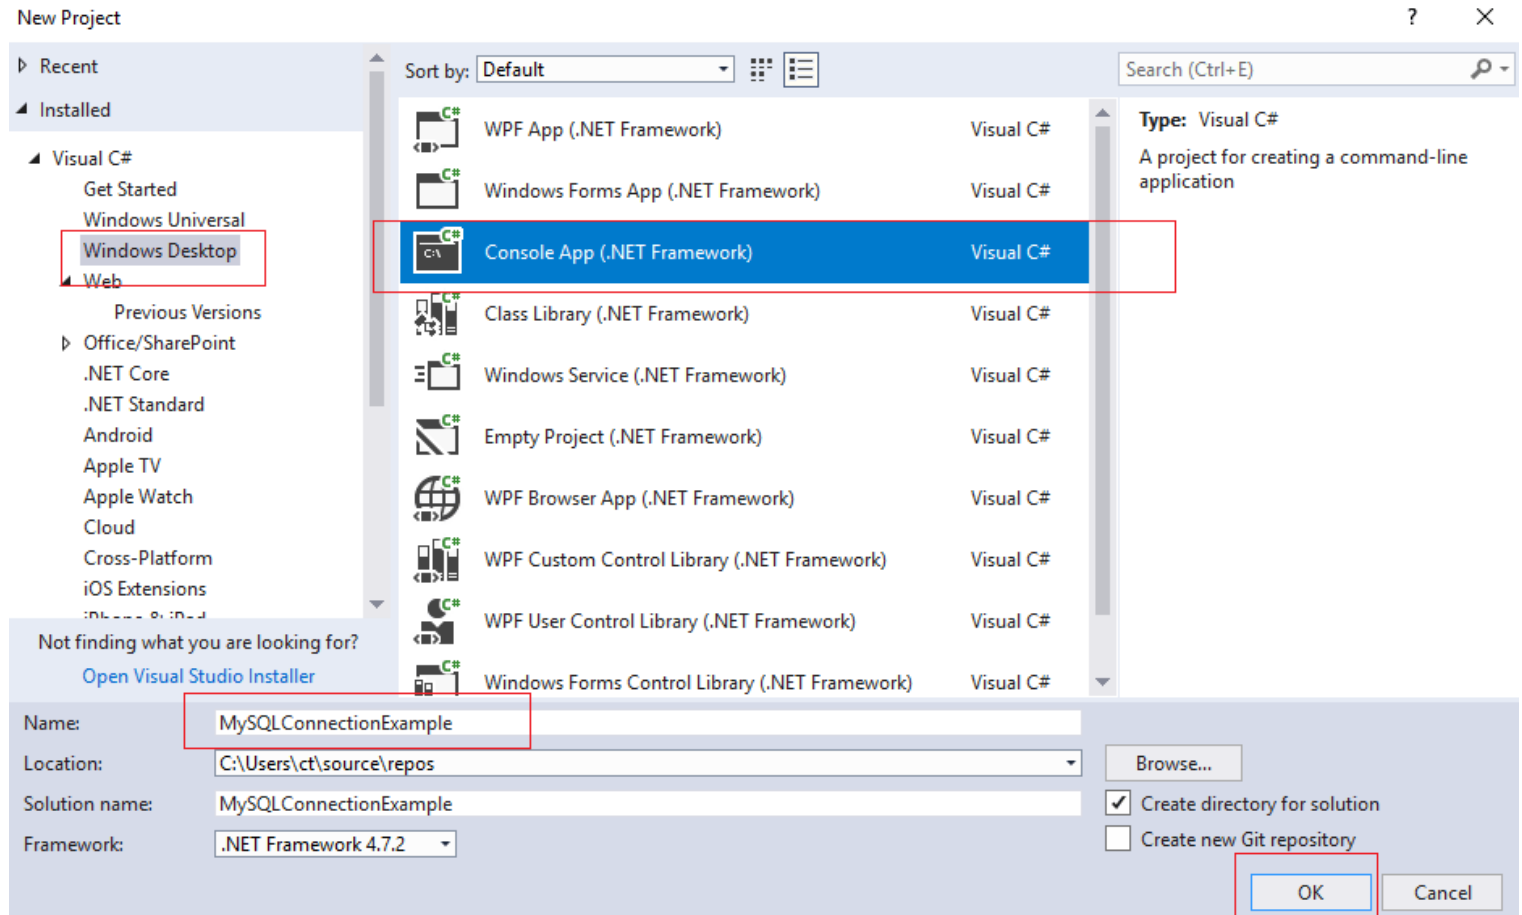 New Project
?
Recent
Installed
Visual C#
Get Started
Windows Universal
Windows Desktop
Web
Previous Versions
Office/SharePoint
.NET Core
.NET Standard
Android
Apple TV
Apple Watch
Cloud
Cross-Platform
iOS Extensions
iPhone & iPad
Not finding what you are looking for?
Open Visual Studio Installer
Sort by: Default
C# WPF App (.NET Framework) Visual C#
C# Windows Forms App (.NET Framework) Visual C#
C# C:\ Console App (.NET Framework) Visual C#
C# Class Library (.NET Framework) Visual C#
C# Windows Service (.NET Framework) Visual C#
C# Empty Project (.NET Framework) Visual C#
C# WPF Browser App (.NET Framework) Visual C#
C# WPF Custom Control Library (.NET Framework) Visual C#
C# WPF User Control Library (.NET Framework) Visual C#
C# Windows Forms Control Library (.NET Framework) Visual C#
Search (Ctrl+E)
Type: Visual C#
A project for creating a command-line
application
Name: MySQLConnectionExample
Location: C:\Users\ct\source\repos
Browse...
Solution name: MySQLConnectionExample
Create directory for solution
Framework: .NET Framework 4.7.2
Create new Git repository
OK Cancel